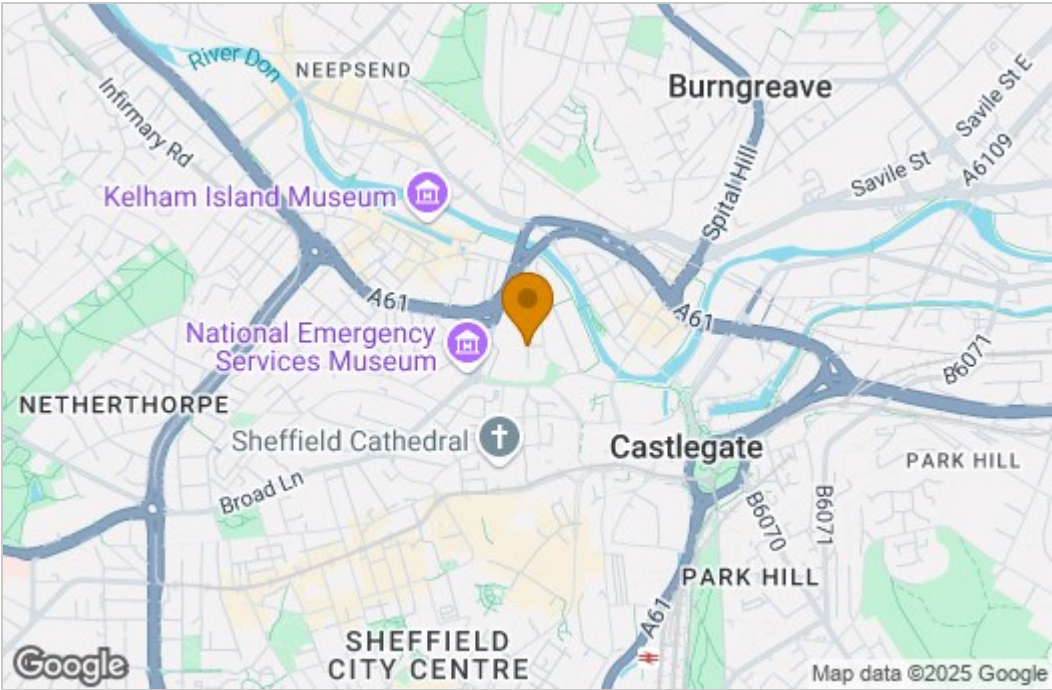 River Don
NEEPSEND
Burngreave
Infirmary Rd
Savile St E
A6109
Savile St
Spital Hill
Kelham Island Museum
A61
A61
National Emergency
Services Museum
B6071
NETHERTHORPE
Sheffield Cathedral
Castlegate
PARK HILL
Broad Ln
B6070
B6071
PARK HILL
A61
SHEFFIELD
CITY CENTRE
Google
Map data ©2025 Google